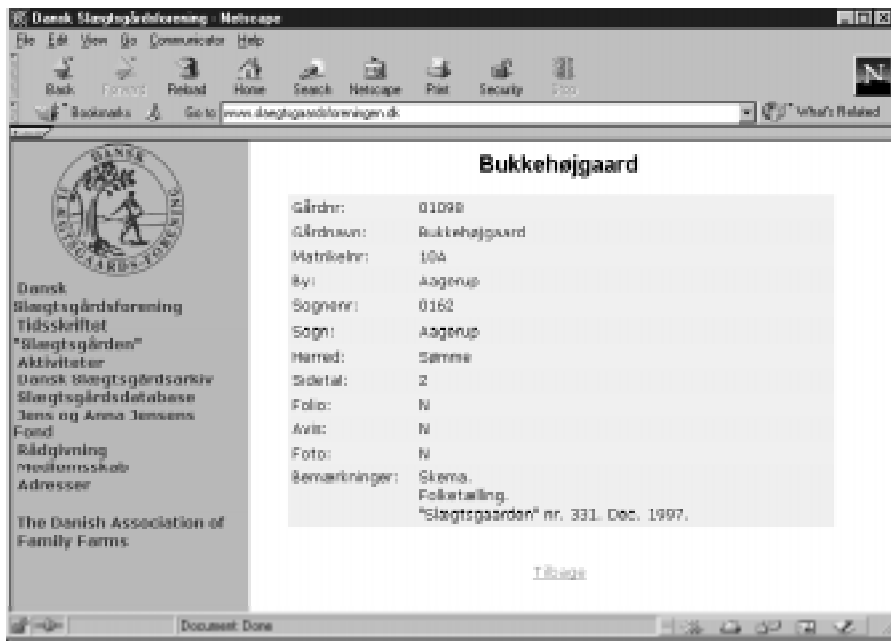 Dansk Slægtsgårdsforening - Netscape
File Edit View Go Communicator Help
Back Forward Reload Home Search Netscape Print Security Stop
N
Bookmarks Go to www.slaegtsgaardsforeningen.dk What's Related
DANSK
SLÆGTSGAARDS-FORENING
Dansk
Slægtsgårdsforening
Tidsskriftet
"Slægtsgården"
Aktiviteter
Dansk Slægtsgårdsarkiv
Slægtsgårdsdatabase
Jens og Anna Jensens
Fond
Rådgivning
Medlemsskab
Adresser
The Danish Association of
Family Farms
Bukkehøjgaard
Gårdnr: 01098
Gårdnavn: Bukkehøjgaard
Matrikelnr: 10A
By: Aagerup
Sognenr: 0162
Sogn: Aagerup
Herred: Sømme
Sidetal: 2
Folio: N
Avis: N
Foto: N
Bemærkninger: Skema.
Folketælling.
"Slægtsgaarden" nr. 331. Dec. 1997.
Tilbage
Document: Done